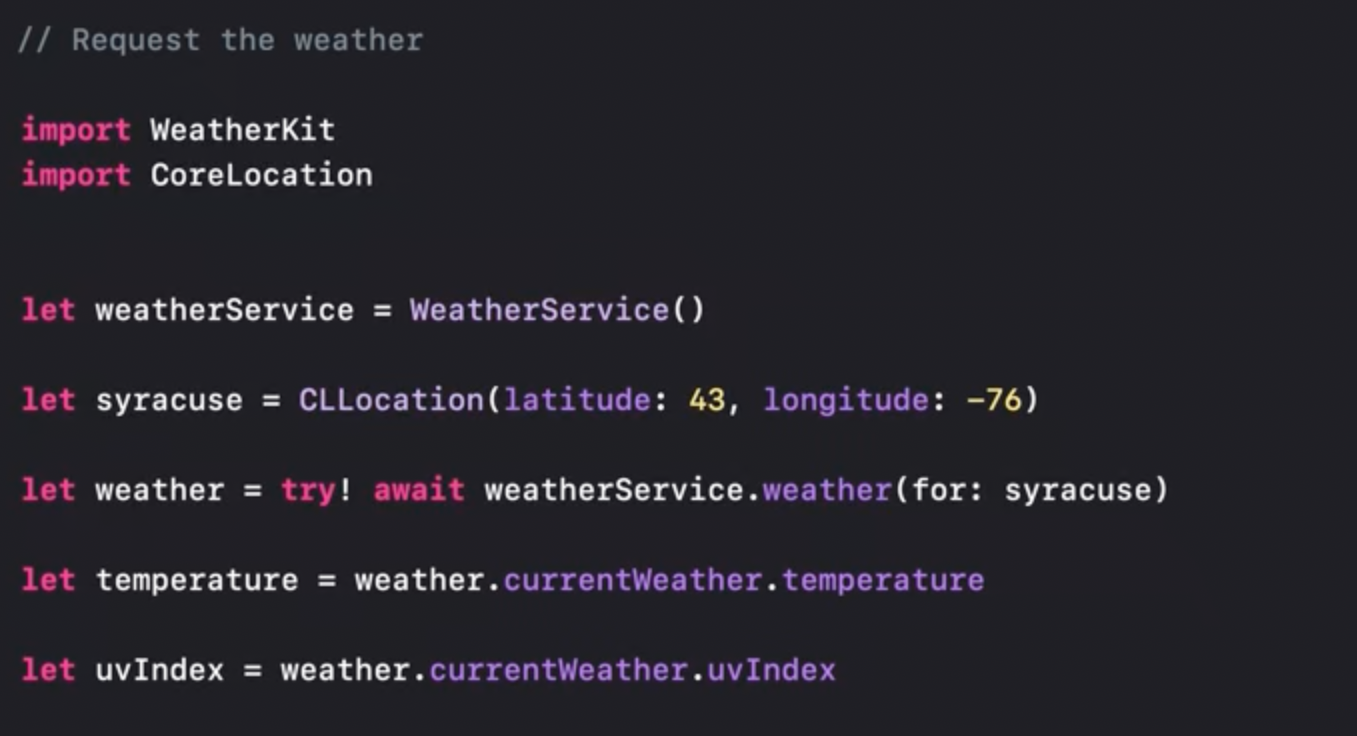 // Request the weather
import WeatherKit
import CoreLocation
let weatherService = WeatherService()
let syracuse = CLLocation(latitude: 43, longitude: -76)
let weather = try! await weatherService.weather(for: syracuse)
let temperature = weather.currentWeather.temperature
let uvIndex = weather.currentWeather.uvIndex